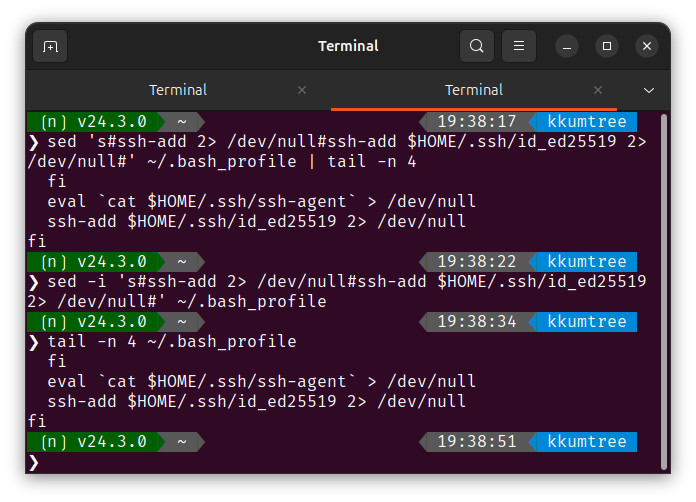 Terminal
Terminal
Terminal
(n) v24.3.0 ~ 19:38:17 kkumtree
❯ sed 's#ssh-add 2> /dev/null#ssh-add $HOME/.ssh/id_ed25519 2>
/dev/null#' ~/.bash_profile | tail -n 4
fi
eval `cat $HOME/.ssh/ssh-agent` > /dev/null
ssh-add $HOME/.ssh/id_ed25519 2> /dev/null
fi
(n) v24.3.0 ~ 19:38:22 kkumtree
❯ sed -i 's#ssh-add 2> /dev/null#ssh-add $HOME/.ssh/id_ed25519
2> /dev/null#' ~/.bash_profile
(n) v24.3.0 ~ 19:38:34 kkumtree
❯ tail -n 4 ~/.bash_profile
fi
eval `cat $HOME/.ssh/ssh-agent` > /dev/null
ssh-add $HOME/.ssh/id_ed25519 2> /dev/null
fi
(n) v24.3.0 ~ 19:38:51 kkumtree
❯